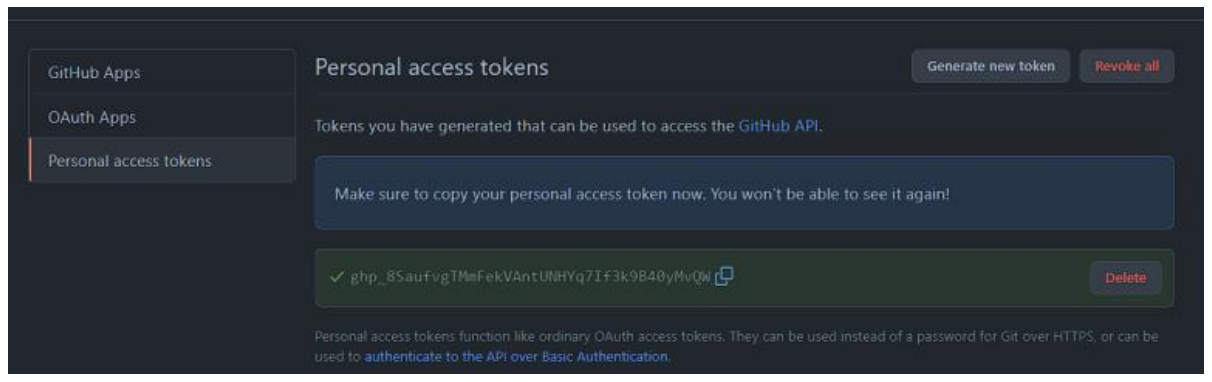 GitHub Apps
OAuth Apps
Personal access tokens
Personal access tokens
Generate new token
Revoke all
Tokens you have generated that can be used to access the GitHub API.
Make sure to copy your personal access token now. You won't be able to see it again!
Delete
Personal access tokens function like ordinary OAuth access tokens. They can be used instead of a password for Git over HTTPS, or can be
used to authenticate to the API over Basic Authentication.